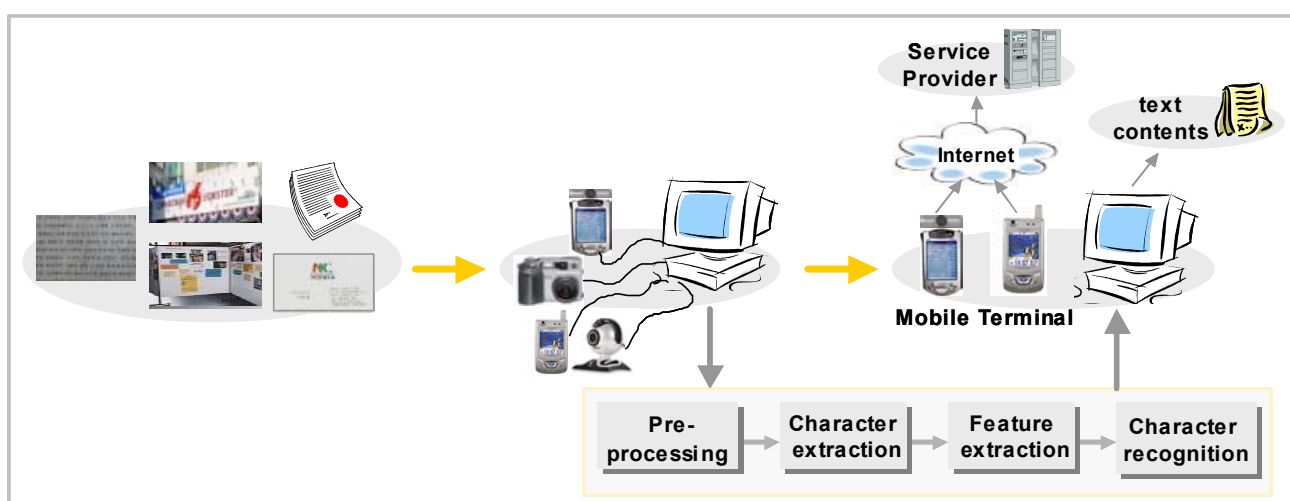 Service
Provider
text
contents
Internet
Mobile Terminal
Pre-
processing
Character
extraction
Feature
extraction
Character
recognition